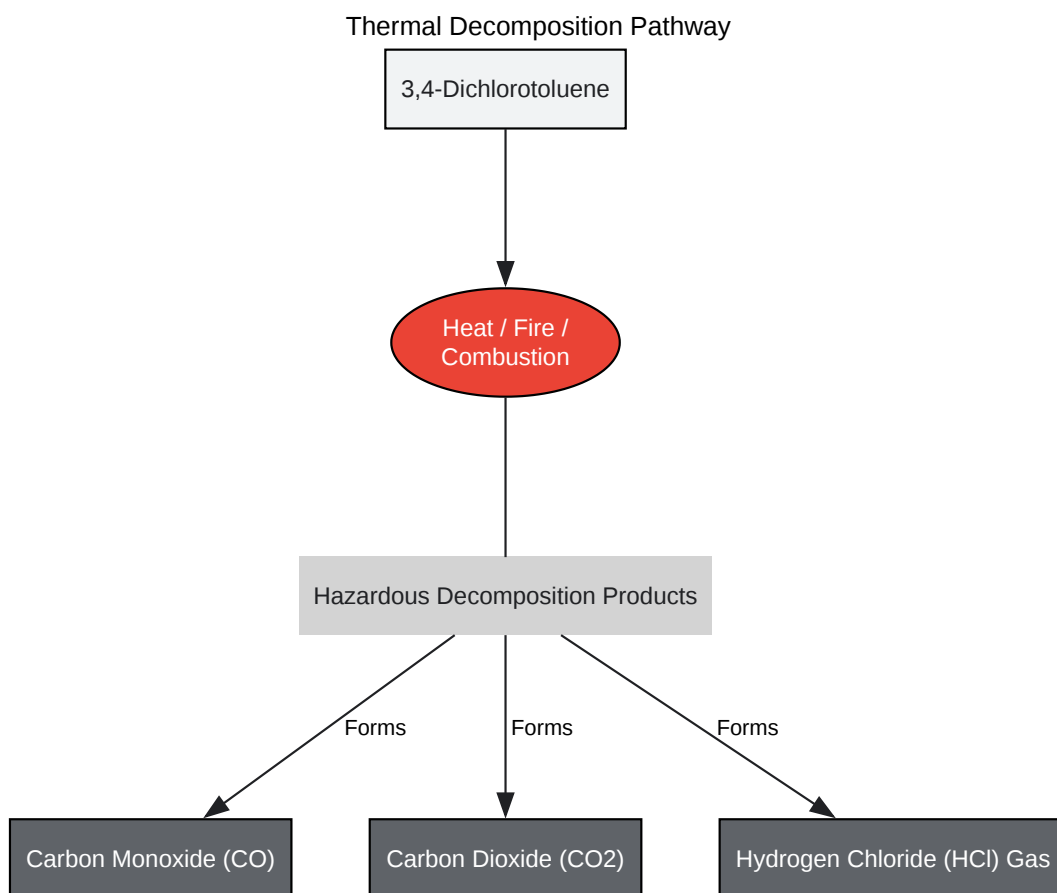 Thermal Decomposition Pathway
3,4-Dichlorotoluene
Heat / Fire /
Combustion
Hazardous Decomposition Products
Forms
Forms
Forms
Carbon Monoxide (CO)
Carbon Dioxide (CO2)
Hydrogen Chloride (HCl) Gas